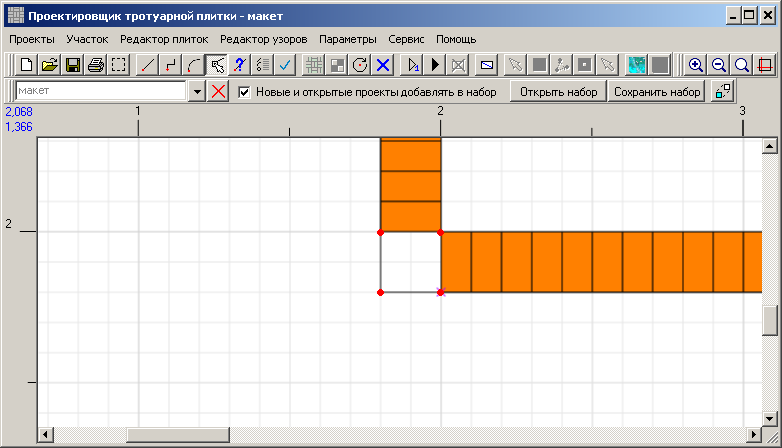 Проектировщик тротуарной плитки - макет
Проекты Участок Редактор плиток Редактор узоров Параметры Сервис Помощь
макет Новые и открытые проекты добавлять в набор Открыть набор Сохранить набор
2,068
1,366
1 2 3
2